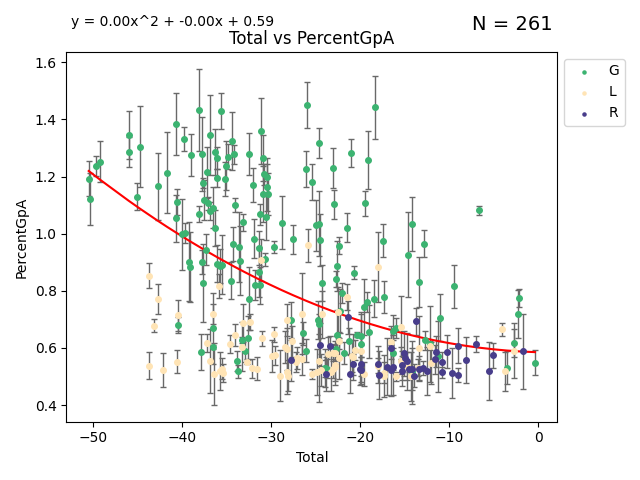 y = 0.00x^2 + -0.00x + 0.59
N = 261
Total vs PercentGpA
1.6
1.4
1.2
1.0
0.8
0.6
0.4
PercentGpA
−50
−40
−30
−20
−10
0
Total
G
L
R